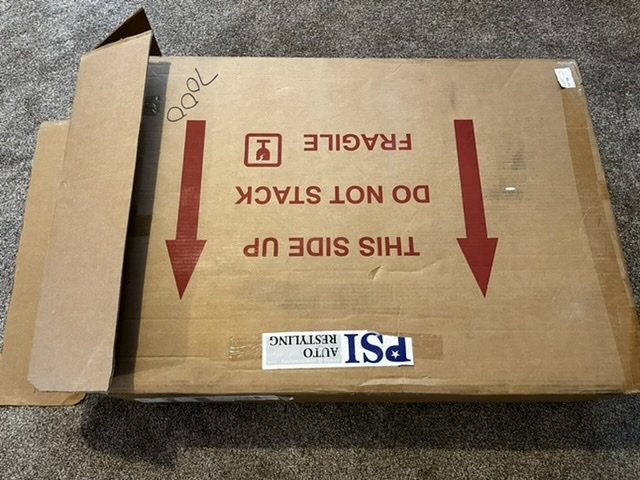 PSI AUTO
RESTYLING
THIS SIDE UP
DO NOT STACK
FRAGILE